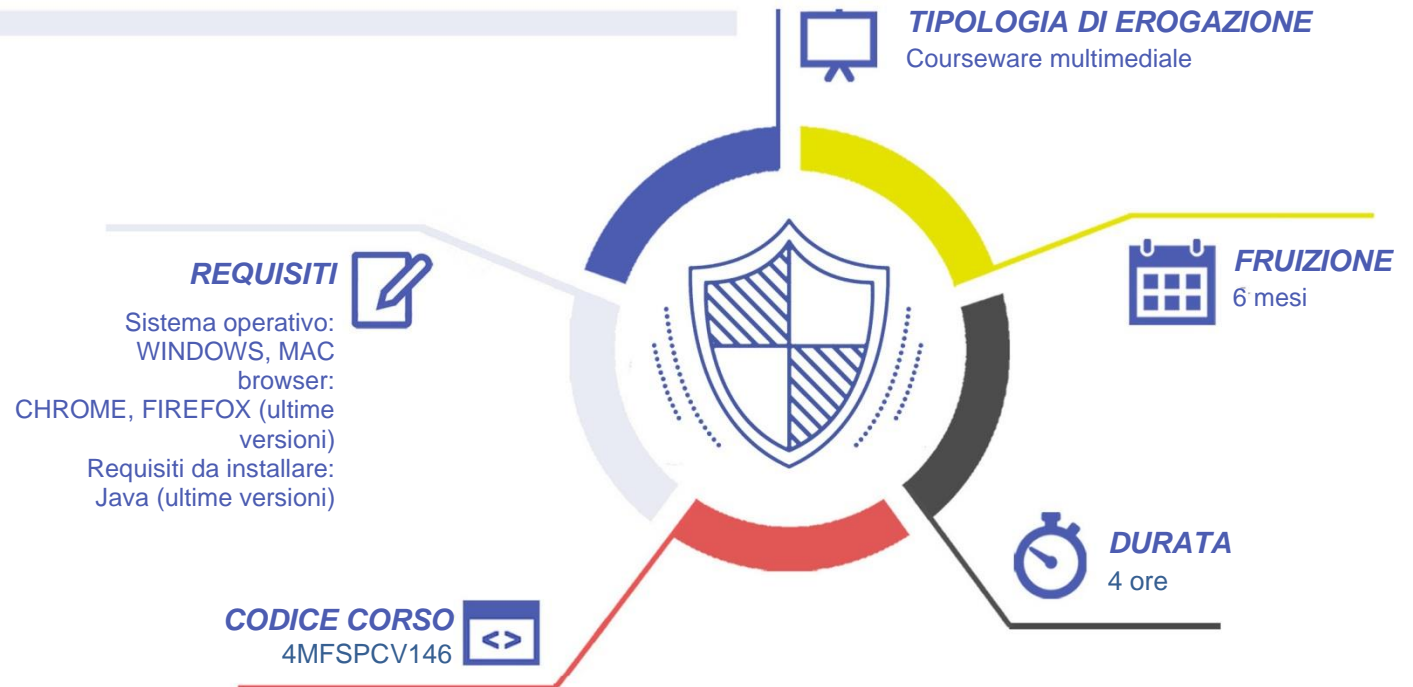 TIPOLOGIA DI EROGAZIONE
Courseware multimediale
REQUISITI
Sistema operativo:
WINDOWS, MAC
browser:
CHROME, FIREFOX (ultime
versioni)
Requisiti da installare:
Java (ultime versioni)
FRUIZIONE
6 mesi
DURATA
4 ore
CODICE CORSO
4MFSPCV146
<>